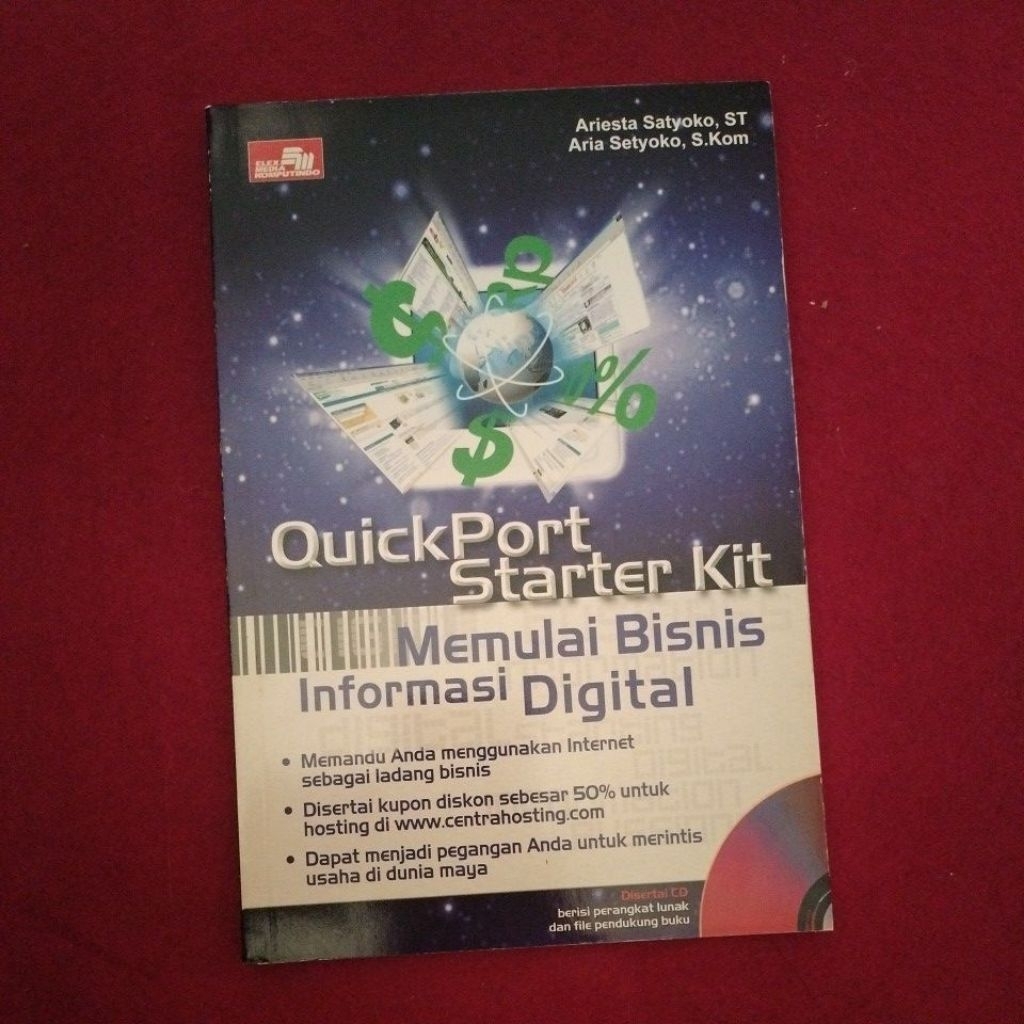 Ariesta Satyoko, ST
Aria Setyoko, S.Kom
ELEX
MEDIA
KOMPUTINDO
$
Rp
%
$
QuickPort
Starter Kit
Memulai Bisnis
Informasi Digital
• Memandu Anda menggunakan Internet
sebagai ladang bisnis
• Disertai kupon diskon sebesar 50% untuk
hosting di www.centrahosting.com
• Dapat menjadi pegangan Anda untuk merintis
usaha di dunia maya
Disertai CD
berisi perangkat lunak
dan file pendukung buku